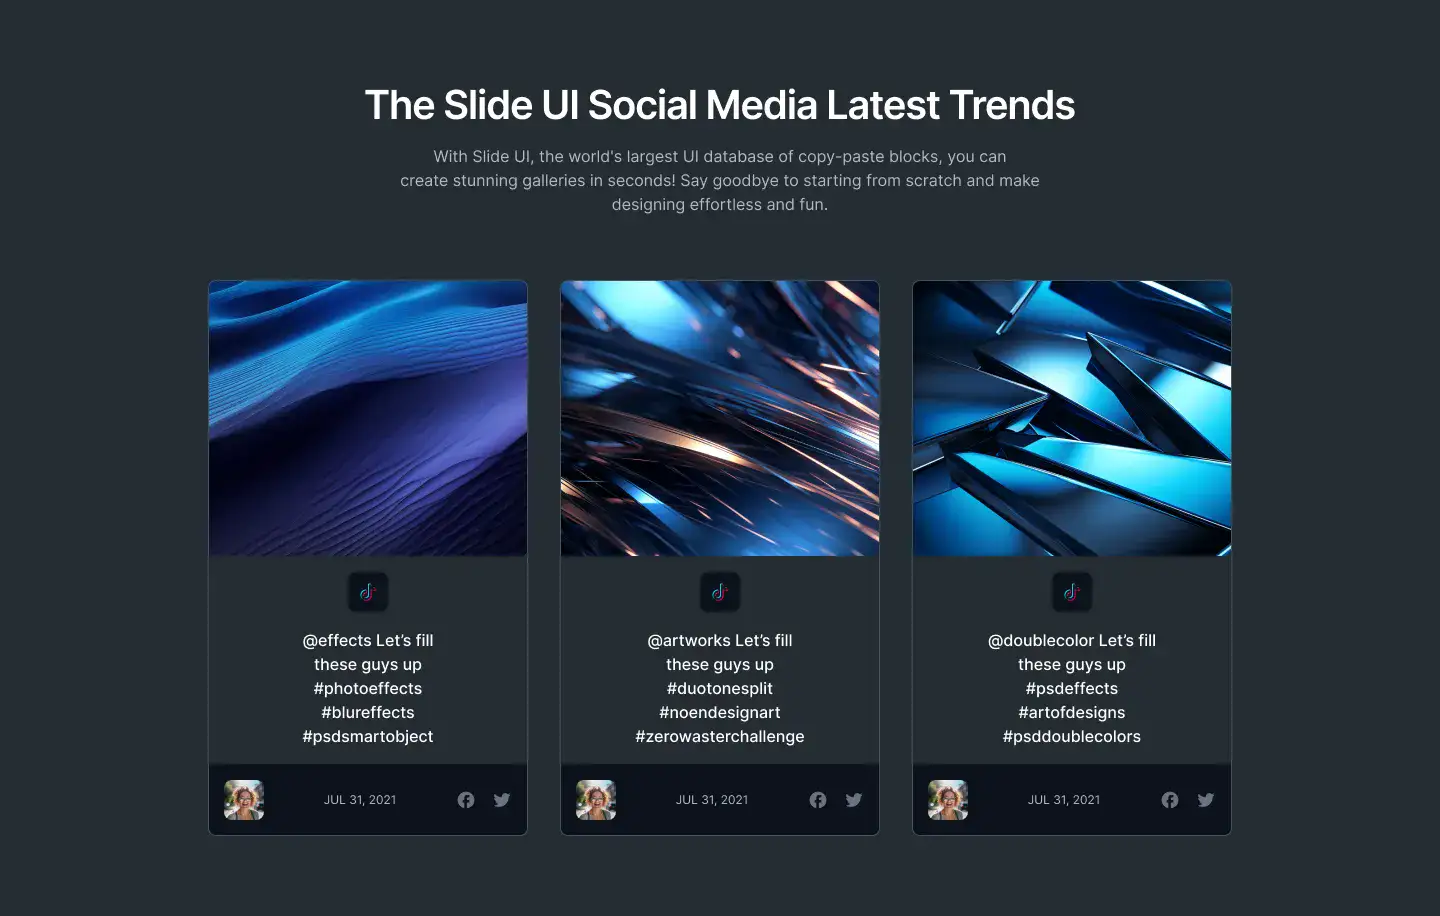 The Slide UI Social Media Latest Trends
With Slide UI, the world's largest UI database of copy-paste blocks, you can
create stunning galleries in seconds! Say goodbye to starting from scratch and make
designing effortless and fun.
@effects Let’s fill
these guys up
#photoeffects
#blureffects
#psdsmartobject
JUL 31, 2021
@artworks Let’s fill
these guys up
#duotonesplit
#noendesignart
#zerowasterchallenge
JUL 31, 2021
@doublecolor Let’s fill
these guys up
#psdeffects
#artofdesigns
#psddoublecolors
JUL 31, 2021